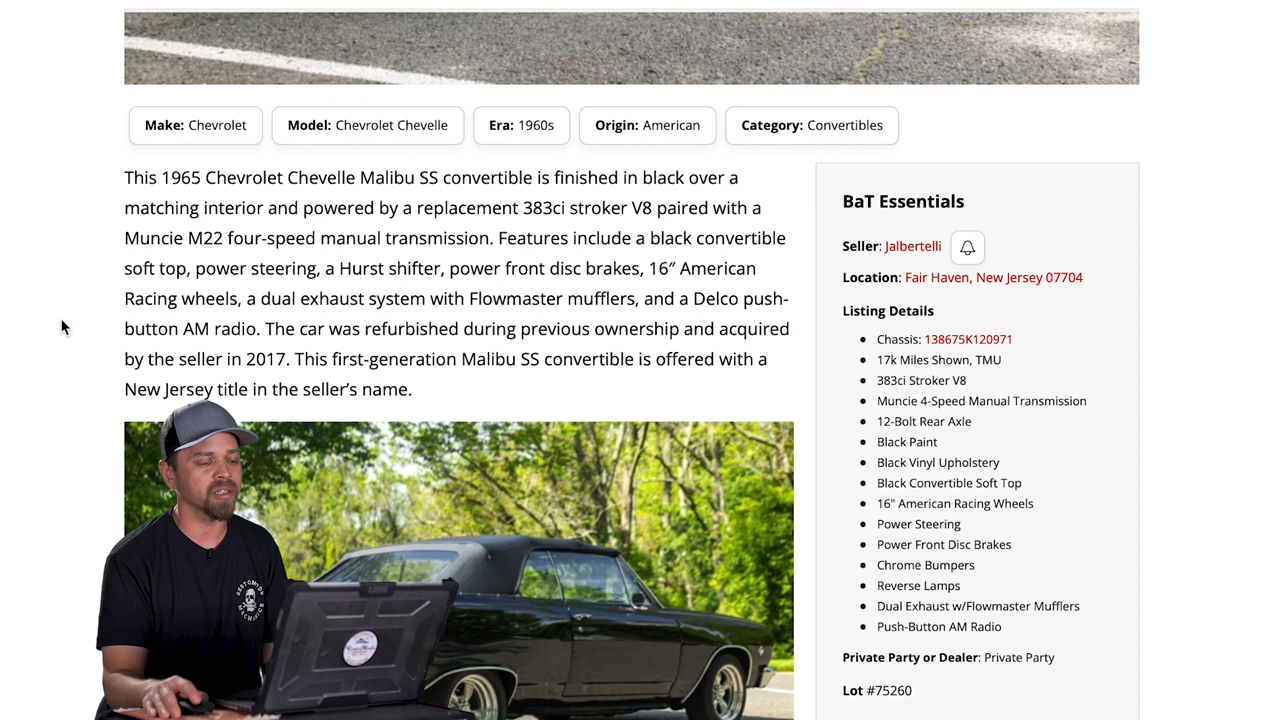 Make: Chevrolet
Model: Chevrolet Chevelle
Era: 1960s
Origin: American
Category: Convertibles
This 1965 Chevrolet Chevelle Malibu SS convertible is finished in black over a
matching interior and powered by a replacement 383ci stroker V8 paired with a
Muncie M22 four-speed manual transmission. Features include a black convertible
soft top, power steering, a Hurst shifter, power front disc brakes, 16″ American
Racing wheels, a dual exhaust system with Flowmaster mufflers, and a Delco push-
button AM radio. The car was refurbished during previous ownership and acquired
by the seller in 2017. This first-generation Malibu SS convertible is offered with a
New Jersey title in the seller’s name.
BaT Essentials
Seller: Jalbertelli
Location: Fair Haven, New Jersey 07704
Listing Details
Chassis: 138675K120971
17k Miles Shown, TMU
383ci Stroker V8
Muncie 4-Speed Manual Transmission
12-Bolt Rear Axle
Black Paint
Black Vinyl Upholstery
Black Convertible Soft Top
16" American Racing Wheels
Power Steering
Power Front Disc Brakes
Chrome Bumpers
Reverse Lamps
Dual Exhaust w/Flowmaster Mufflers
Push-Button AM Radio
Private Party or Dealer: Private Party
Lot #75260